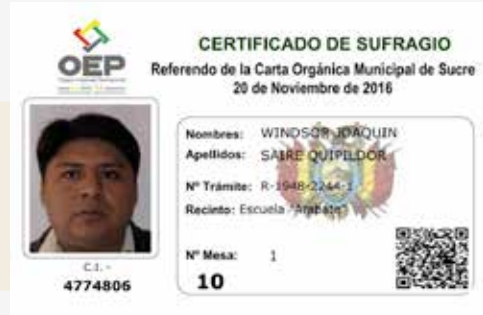 OEP
CERTIFICADO DE SUFRAGIO
Referendo de la Carta Orgánica Municipal de Sucre
20 de Noviembre de 2016
Nombres: WINDSOR JOAQUIN
Apellidos: SAIRE QUIPILDOR
Nº Trámite: R-1948-2244-1
Recinto: Escuela "Arabate"
Nº Mesa: 1
10
C.I. -
4774806